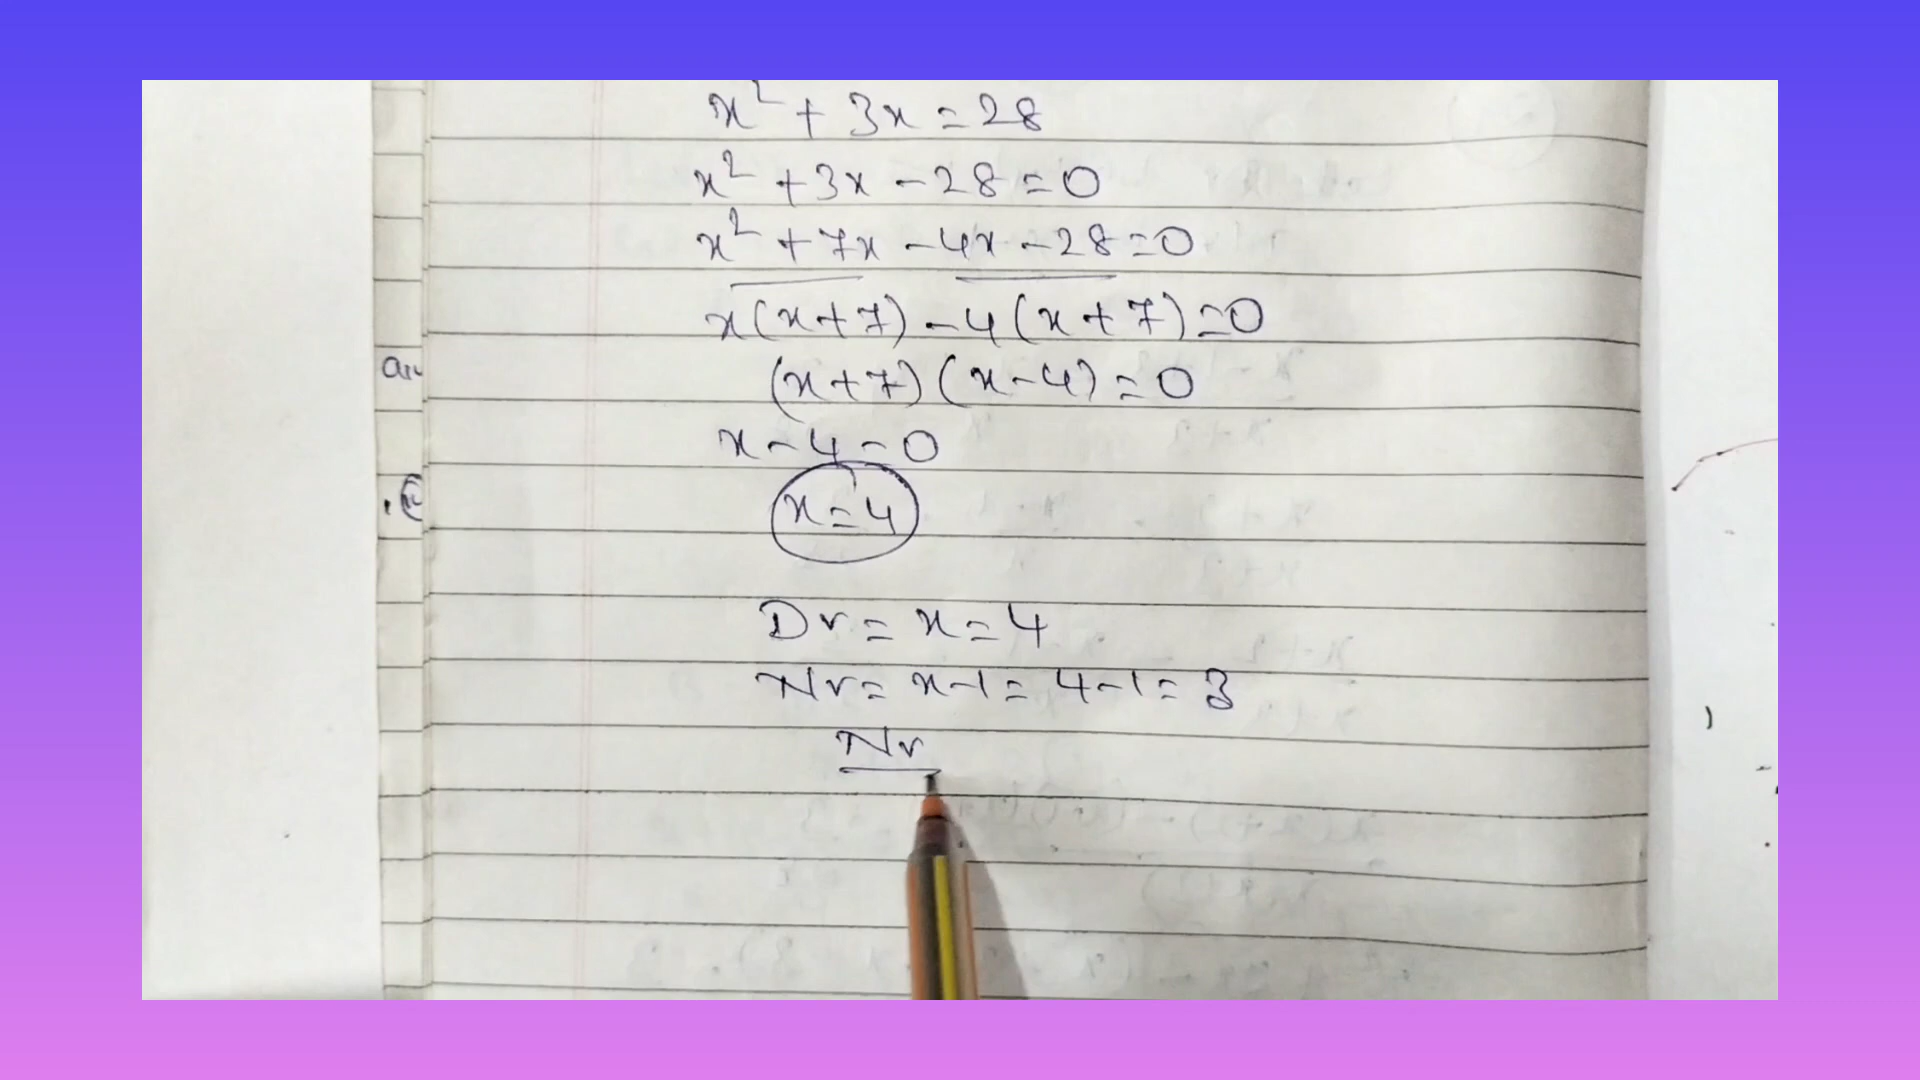 x² + 3x = 28
x² + 3x - 28 = 0
x² + 7x - 4x - 28 = 0
x(x+7) - 4(x+7) = 0
(x+7)(x-4) = 0
x - 4 = 0
x = 4
Dr = x = 4
Nr = x-1 = 4-1 = 3
Nr